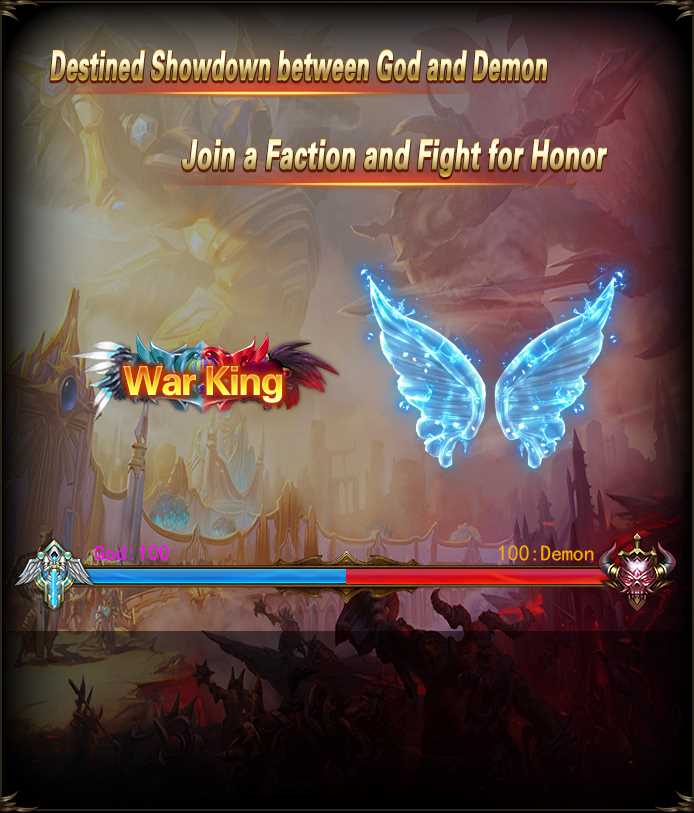 Destined Showdown between God and Demon
Join a Faction and Fight for Honor
War King
God:100
100:Demon